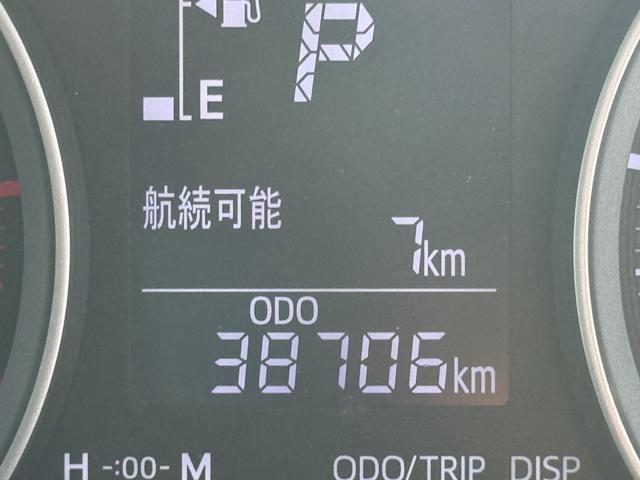 P
E
航続可能
7km
ODO
38706km
H -:00- M ODO/TRIP DISP